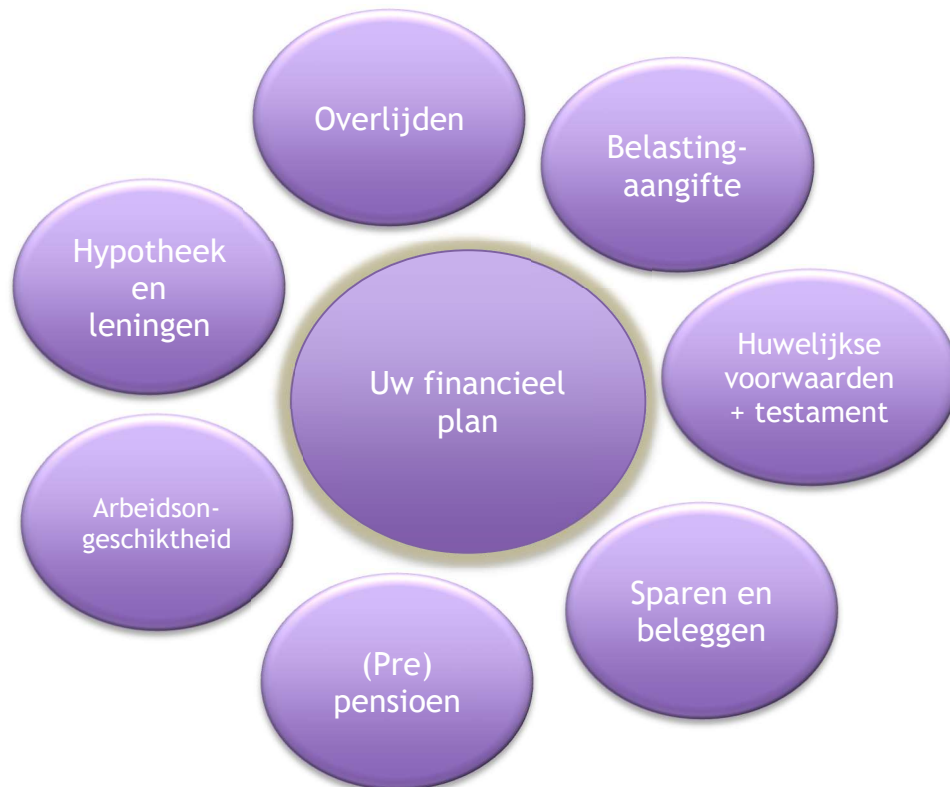 Overlijden
Belasting-
aangifte
Hypotheek
en
leningen
Huwelijkse
voorwaarden
+ testament
Uw financieel
plan
Arbeidson-
geschiktheid
Sparen en
beleggen
(Pre)
pensioen